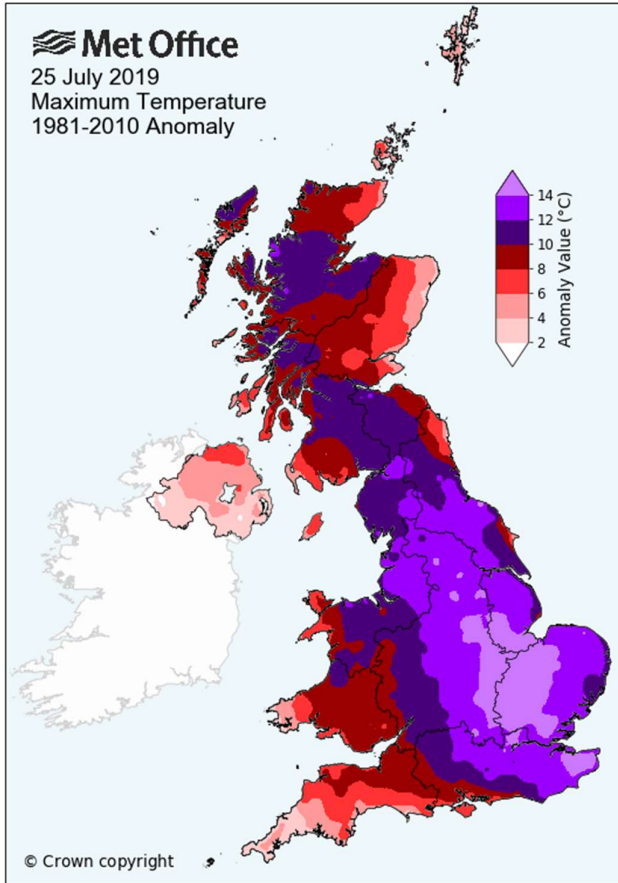 Met Office
25 July 2019
Maximum Temperature
1981-2010 Anomaly
14
12
10
8
6
4
2
Anomaly Value (°C)
© Crown copyright